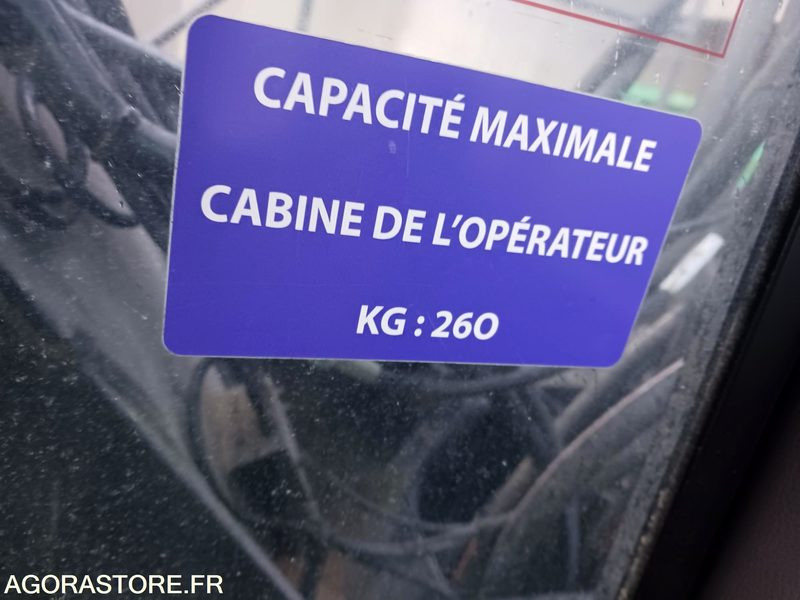 CAPACITÉ MAXIMALE
CABINE DE L'OPÉRATEUR
KG : 260
AGORASTORE.FR